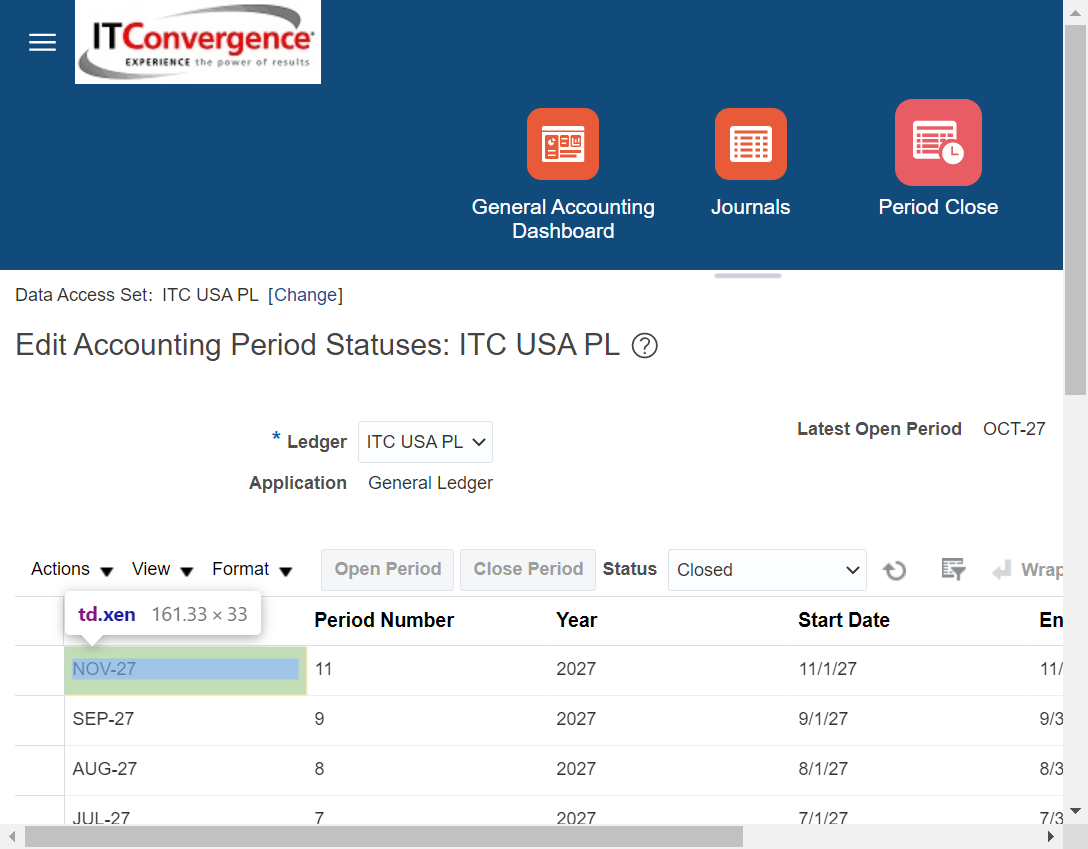 ITConvergence
EXPERIENCE the power of results
General Accounting Dashboard
Journals
Period Close
Data Access Set: ITC USA PL [Change]
Edit Accounting Period Statuses: ITC USA PL ?
* Ledger ITC USA PL
Latest Open Period OCT-27
Application General Ledger
Actions View Format Open Period Close Period Status Closed Wrap
td.xen 161.33 × 33
Period Number Year Start Date En
NOV-27 11 2027 11/1/27 11/
SEP-27 9 2027 9/1/27 9/3
AUG-27 8 2027 8/1/27 8/3
JUL-27 7 2027 7/1/27 7/3